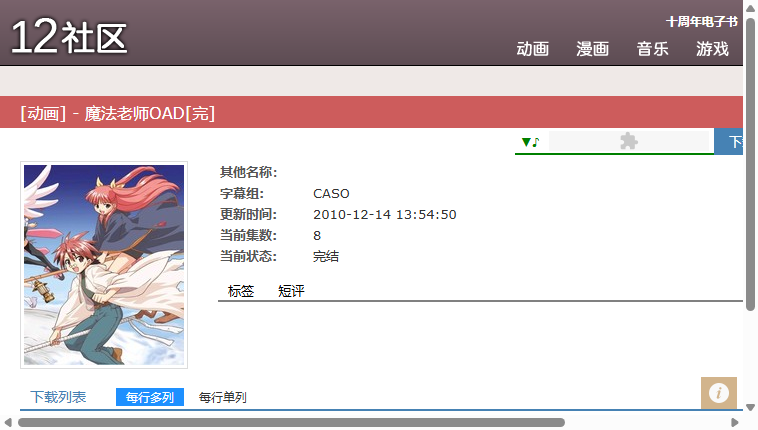 12社区
十周年电子书
动画 漫画 音乐 游戏
[动画] - 魔法老师OAD[完]
▼♪
其他名称:
字幕组: CASO
更新时间: 2010-12-14 13:54:50
当前集数: 8
当前状态: 完结
标签 短评
下载列表 每行多列 每行单列